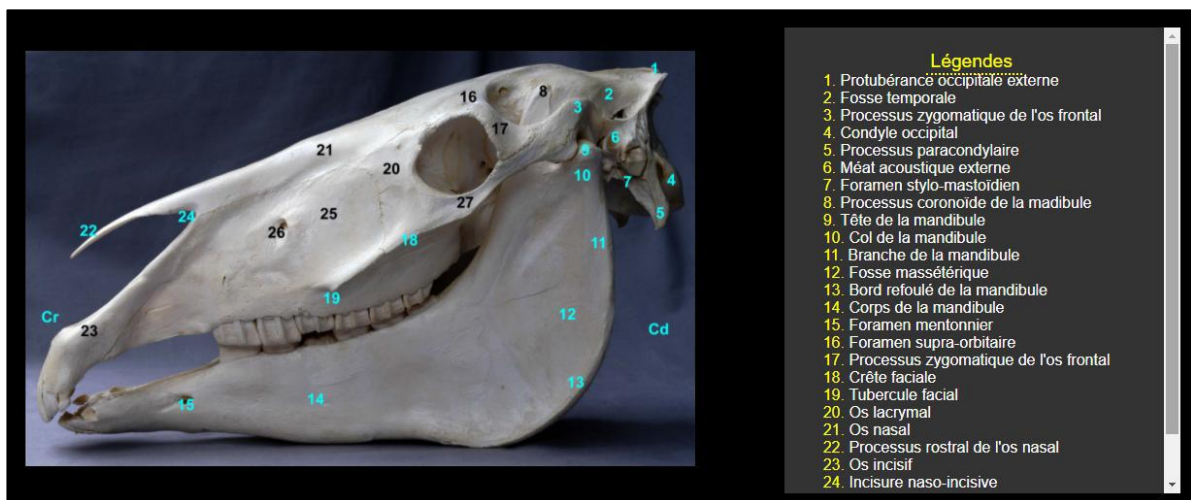 1
16
8
2
3
17
6
21
9
20
10
7
4
25
27
5
24
22
26
18
11
19
Cr
12
Cd
23
13
15
14
Légendes
1. Protubérance occipitale externe
2. Fosse temporale
3. Processus zygomatique de l'os frontal
4. Condyle occipital
5. Processus paracondylaire
6. Méat acoustique externe
7. Foramen stylo-mastoïdien
8. Processus coronoïde de la madibule
9. Tête de la mandibule
10. Col de la mandibule
11. Branche de la mandibule
12. Fosse massétérique
13. Bord refoulé de la mandibule
14. Corps de la mandibule
15. Foramen mentonnier
16. Foramen supra-orbitaire
17. Processus zygomatique de l'os frontal
18. Crête faciale
19. Tubercule facial
20. Os lacrymal
21. Os nasal
22. Processus rostral de l'os nasal
23. Os incisif
24. Incisure naso-incisive